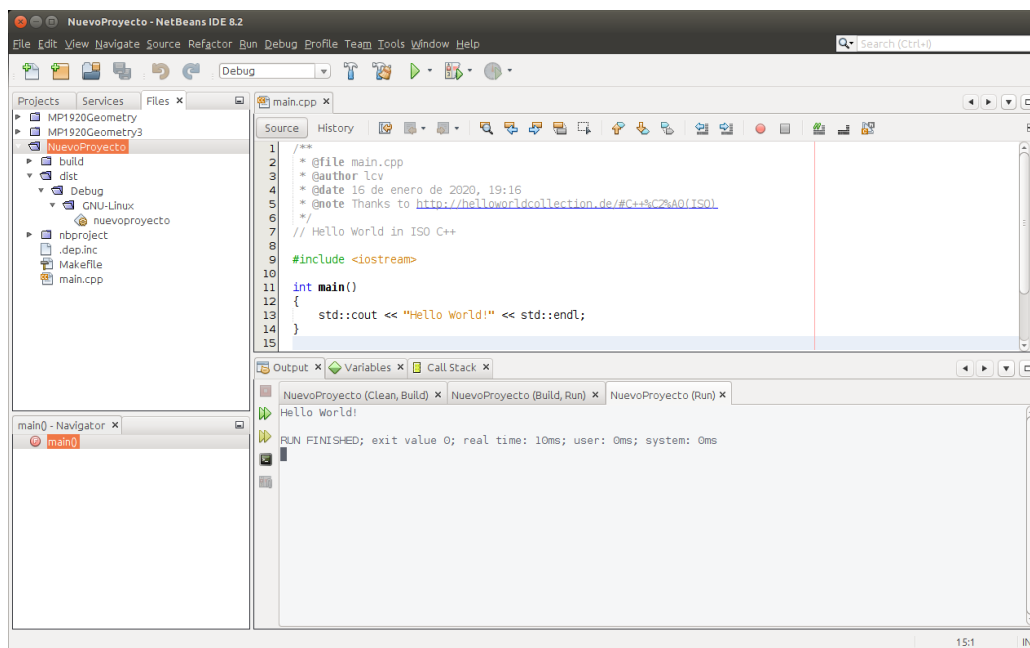 NuevoProyecto - NetBeans IDE 8.2
File Edit View Navigate Source Refactor Run Debug Profile Team Tools Window Help
Search (Ctrl+I)
Debug
Projects Services Files
MP1920Geometry
MP1920Geometry3
NuevoProyecto
build
dist
Debug
GNU-Linux
nuevoproyecto
nbproject
.dep.inc
Makefile
main.cpp
main.cpp
Source History
1 /**
2 * @file main.cpp
3 * @author lcv
4 * @date 16 de enero de 2020, 19:16
5 * @note Thanks to http://helloworldcollection.de/#C++%C2%A0(ISO)
6 */
7 // Hello World in ISO C++
8
9 #include <iostream>
10
11 int main()
12 {
13 std::cout << "Hello World!" << std::endl;
14 }
15
Output Variables Call Stack
NuevoProyecto (Clean, Build) NuevoProyecto (Build, Run) NuevoProyecto (Run)
Hello World!
RUN FINISHED; exit value 0; real time: 10ms; user: 0ms; system: 0ms
main() - Navigator
main()
15:1